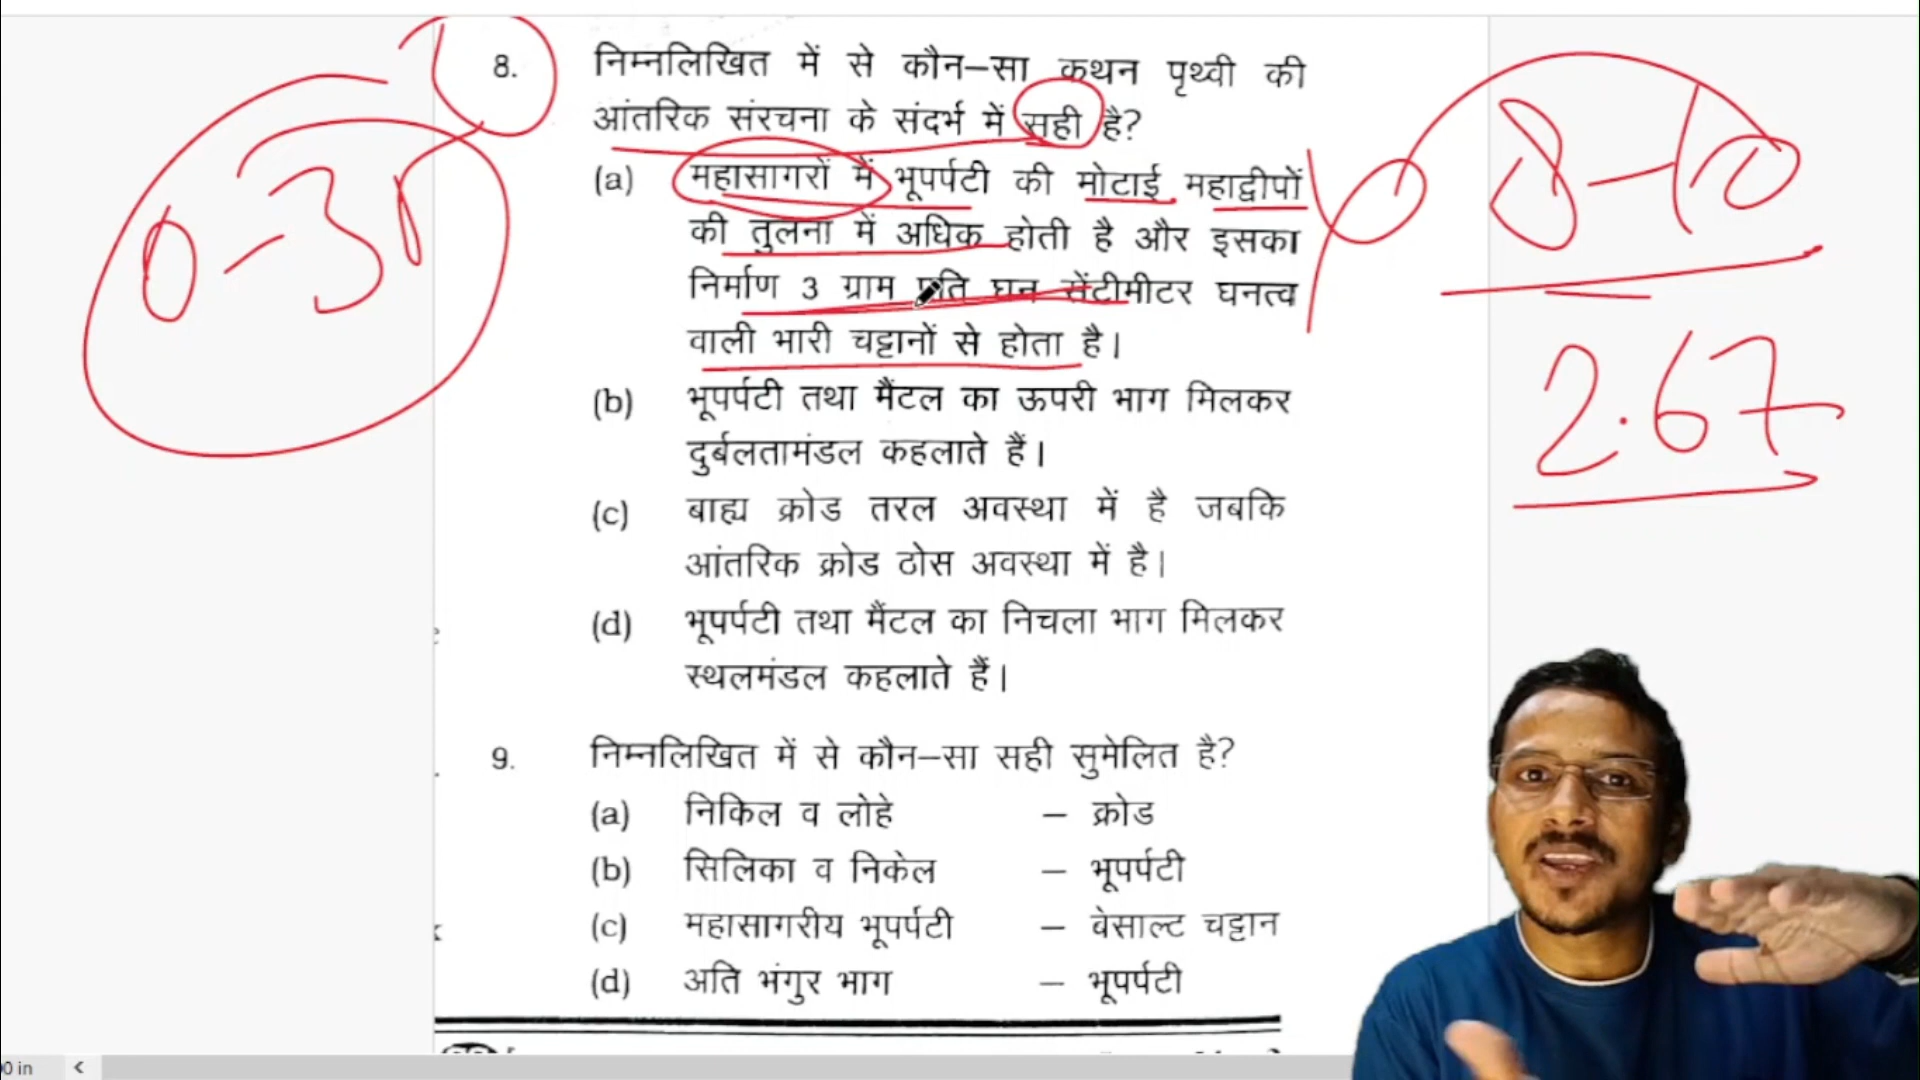 8. निम्नलिखित में से कौन-सा कथन पृथ्वी की
आंतरिक संरचना के संदर्भ में सही है?
(a) महासागरों में भूपर्पटी की मोटाई महाद्वीपों
की तुलना में अधिक होती है और इसका
निर्माण 3 ग्राम प्रति घन सेंटीमीटर घनत्व
वाली भारी चट्टानों से होता है।
(b) भूपर्पटी तथा मैंटल का ऊपरी भाग मिलकर
दुर्बलतामंडल कहलाते हैं।
(c) बाह्य क्रोड तरल अवस्था में है जबकि
आंतरिक क्रोड ठोस अवस्था में है।
(d) भूपर्पटी तथा मैंटल का निचला भाग मिलकर
स्थलमंडल कहलाते हैं।
9. निम्नलिखित में से कौन-सा सही सुमेलित है?
(a) निकिल व लोहे – क्रोड
(b) सिलिका व निकेल – भूपर्पटी
(c) महासागरीय भूपर्पटी – बेसाल्ट चट्टान
(d) अति भंगुर भाग – भूपर्पटी
8-10
2.67